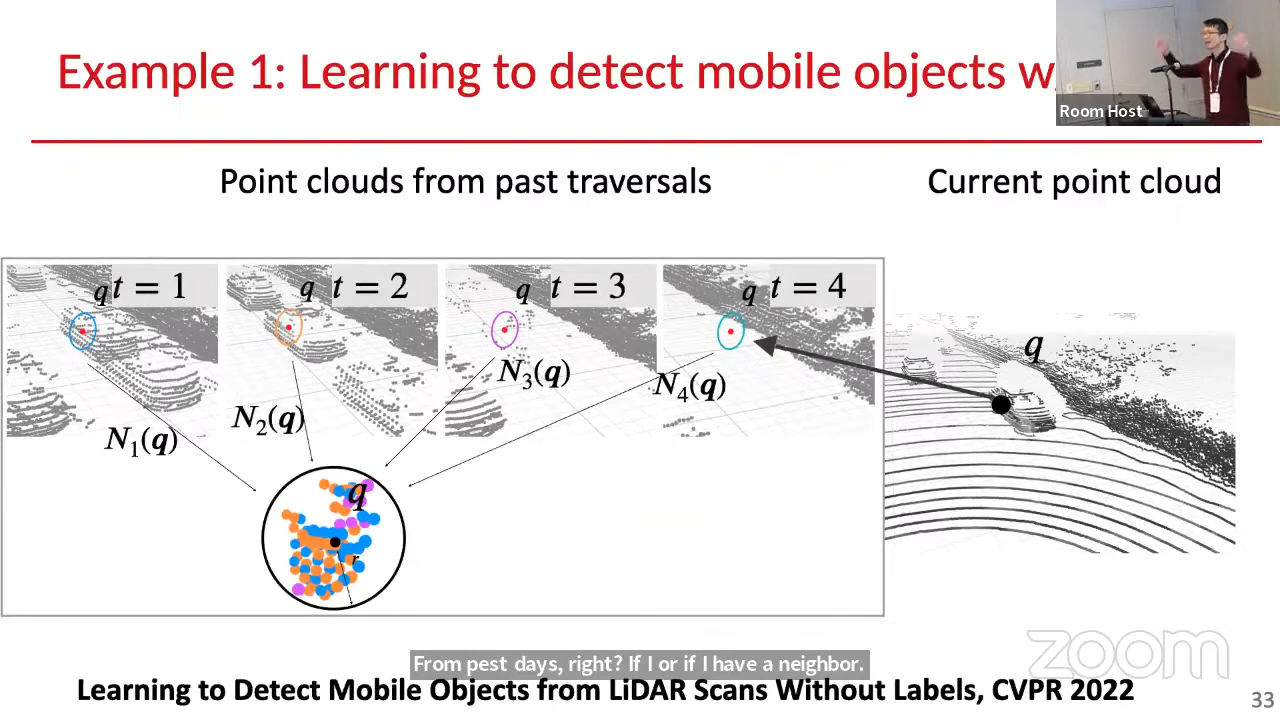 Example 1: Learning to detect mobile objects w/
Room Host
Point clouds from past traversals
Current point cloud
q t = 1
q t = 2
q t = 3
q t = 4
q
N₁(q)
N₂(q)
N₃(q)
N₄(q)
q
r
From pest days, right? If I or if I have a neighbor.
zoom
Learning to Detect Mobile Objects from LiDAR Scans Without Labels, CVPR 2022
33